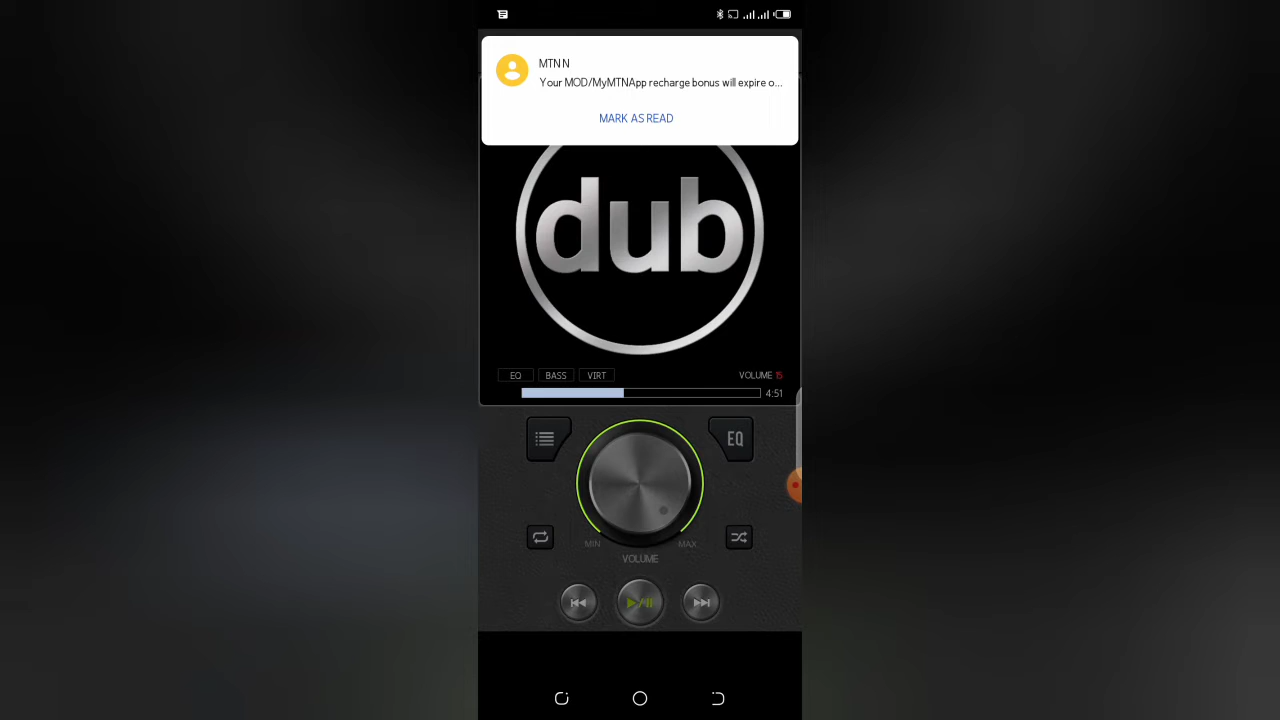 MTN N
Your MOD/MyMTNApp recharge bonus will expire o...
MARK AS READ
dub
EQ BASS VIRT VOLUME 15
4:51
EQ
MIN MAX
VOLUME